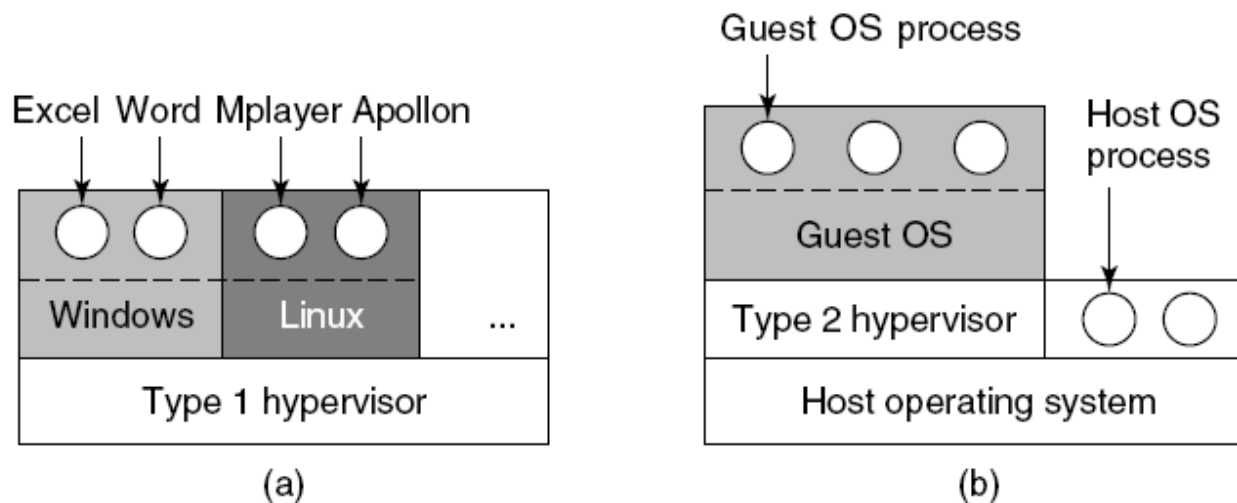 Excel Word Mplayer Apollon
Windows
Linux
...
Type 1 hypervisor
(a)
Guest OS process
Host OS
process
Guest OS
Type 2 hypervisor
Host operating system
(b)